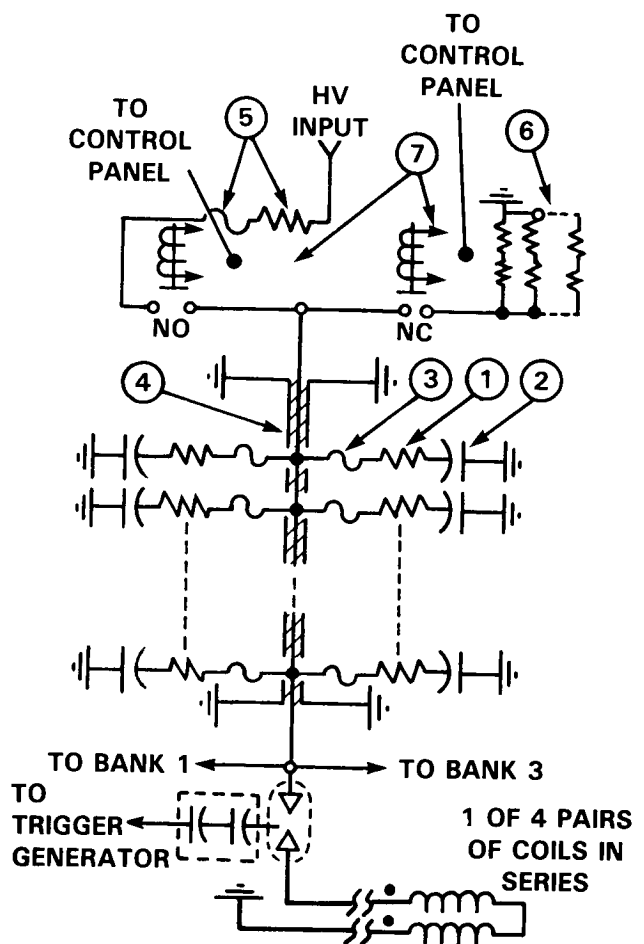 TO
CONTROL
PANEL
TO
CONTROL
PANEL
5
HV
INPUT
7
6
NO
NC
4
3
1
2
TO BANK 1
TO BANK 3
TO
TRIGGER
GENERATOR
1 OF 4 PAIRS
OF COILS IN
SERIES